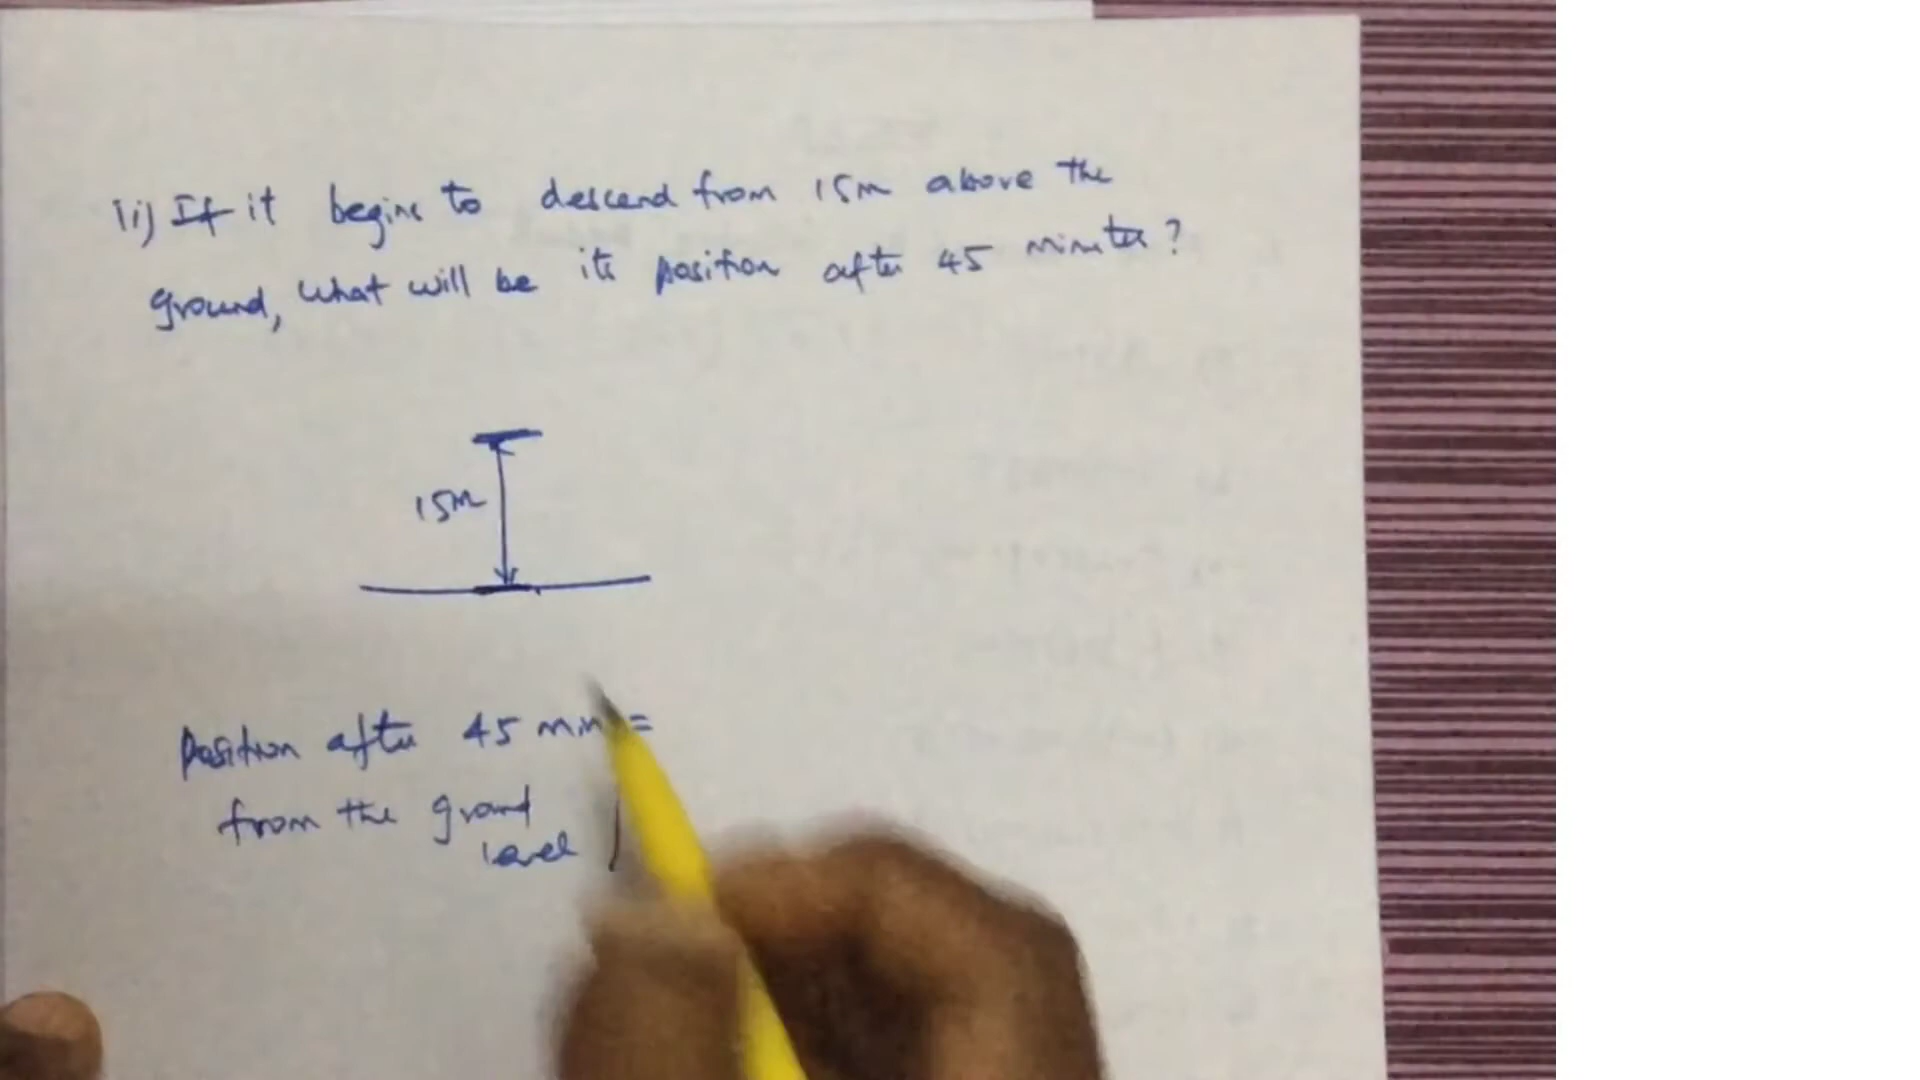 ii) If it begins to descend from 15m above the
ground, what will be its position after 45 minutes?
15m
Position after 45 min =
from the ground
level